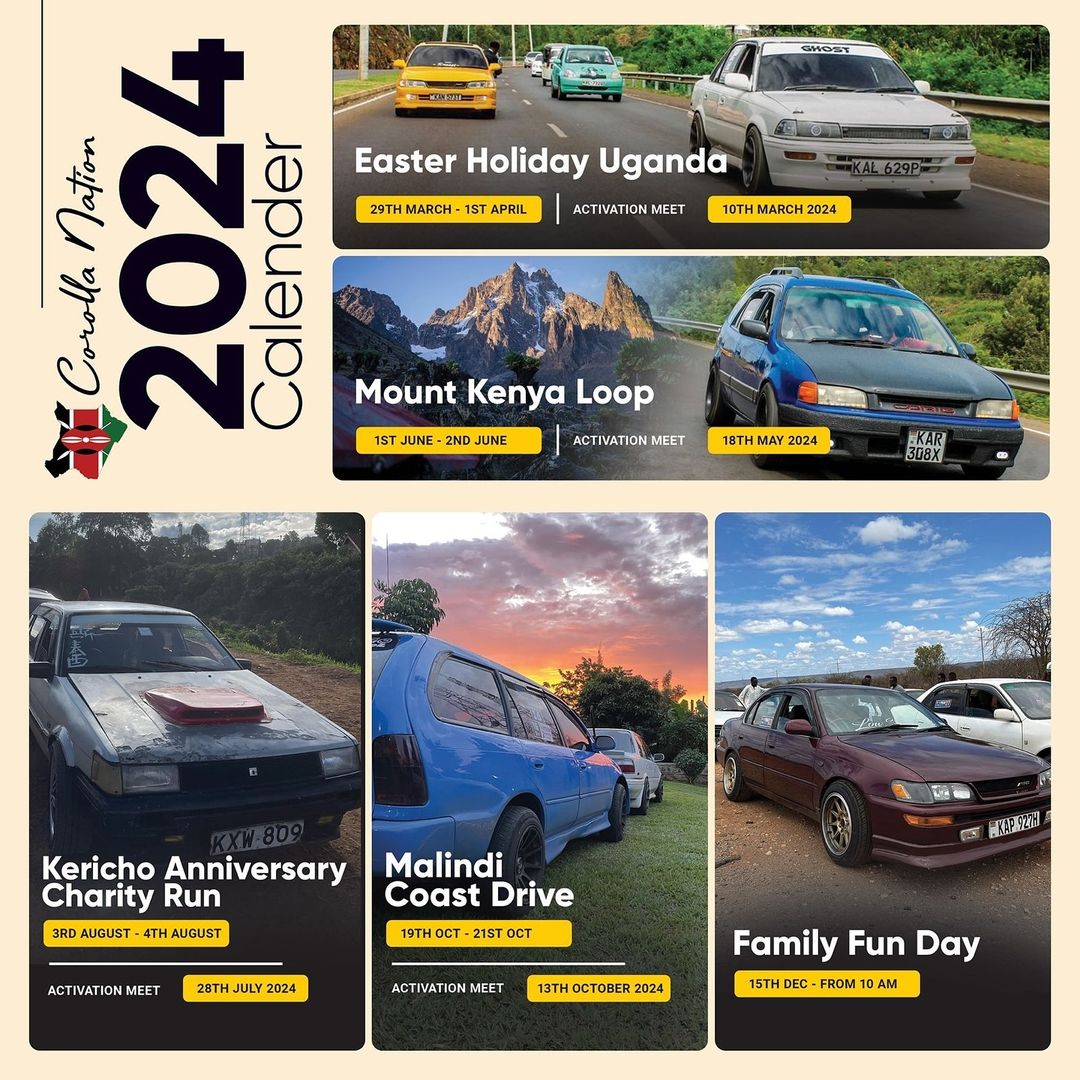 Corolla Nation
2024
Calender
GHOST
KAL 629P
Easter Holiday Uganda
29TH MARCH - 1ST APRIL
ACTIVATION MEET
10TH MARCH 2024
KAR
308X
Mount Kenya Loop
1ST JUNE - 2ND JUNE
ACTIVATION MEET
18TH MAY 2024
KXW 809
Kericho Anniversary
Charity Run
3RD AUGUST - 4TH AUGUST
ACTIVATION MEET
28TH JULY 2024
Malindi
Coast Drive
19TH OCT - 21ST OCT
ACTIVATION MEET
13TH OCTOBER 2024
KAP 927H
Family Fun Day
15TH DEC - FROM 10 AM